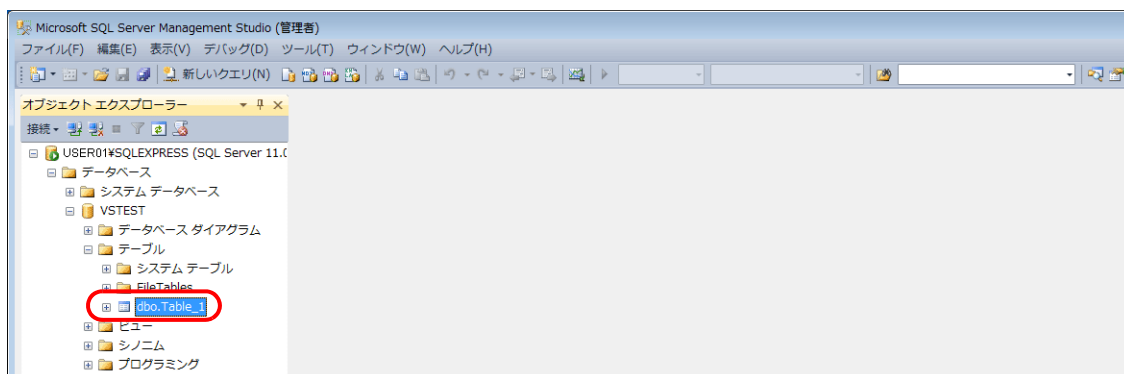 Microsoft SQL Server Management Studio (管理者)
ファイル(F) 編集(E) 表示(V) デバッグ(D) ツール(T) ウィンドウ(W) ヘルプ(H)
新しいクエリ(N)
オブジェクト エクスプローラー
接続
USER01¥SQLEXPRESS (SQL Server 11.0
データベース
システム データベース
VSTEST
データベース ダイアグラム
テーブル
システム テーブル
FileTables
dbo.Table_1
ビュー
シノニム
プログラミング